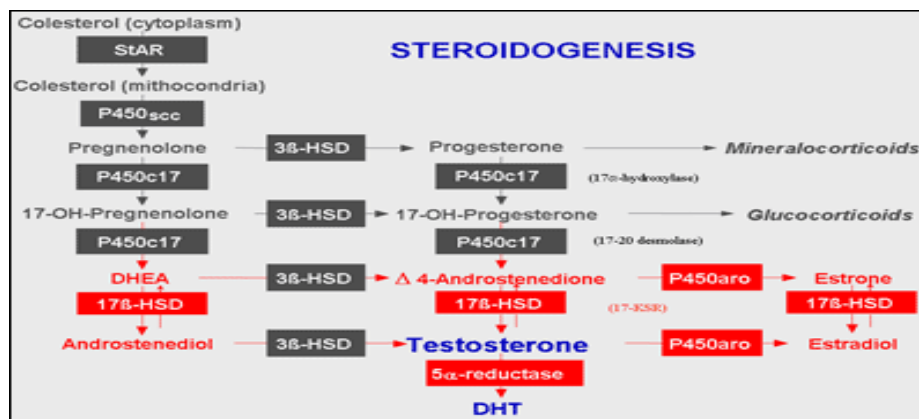 Colesterol (cytoplasm)
StAR
STEROIDOGENESIS
Colesterol (mithocondria)
P450scc
Pregnenolone 3ß-HSD Progesterone Mineralocorticoids
P450c17 P450c17 (17α-hydroxylase)
17-OH-Pregnenolone 3ß-HSD 17-OH-Progesterone Glucocorticoids
P450c17 P450c17 (17-20 desmolase)
DHEA 3ß-HSD Δ 4-Androstenedione P450aro Estrone
17ß-HSD 17ß-HSD (17-KSR) 17ß-HSD
Androstenediol 3ß-HSD Testosterone P450aro Estradiol
5α-reductase
DHT